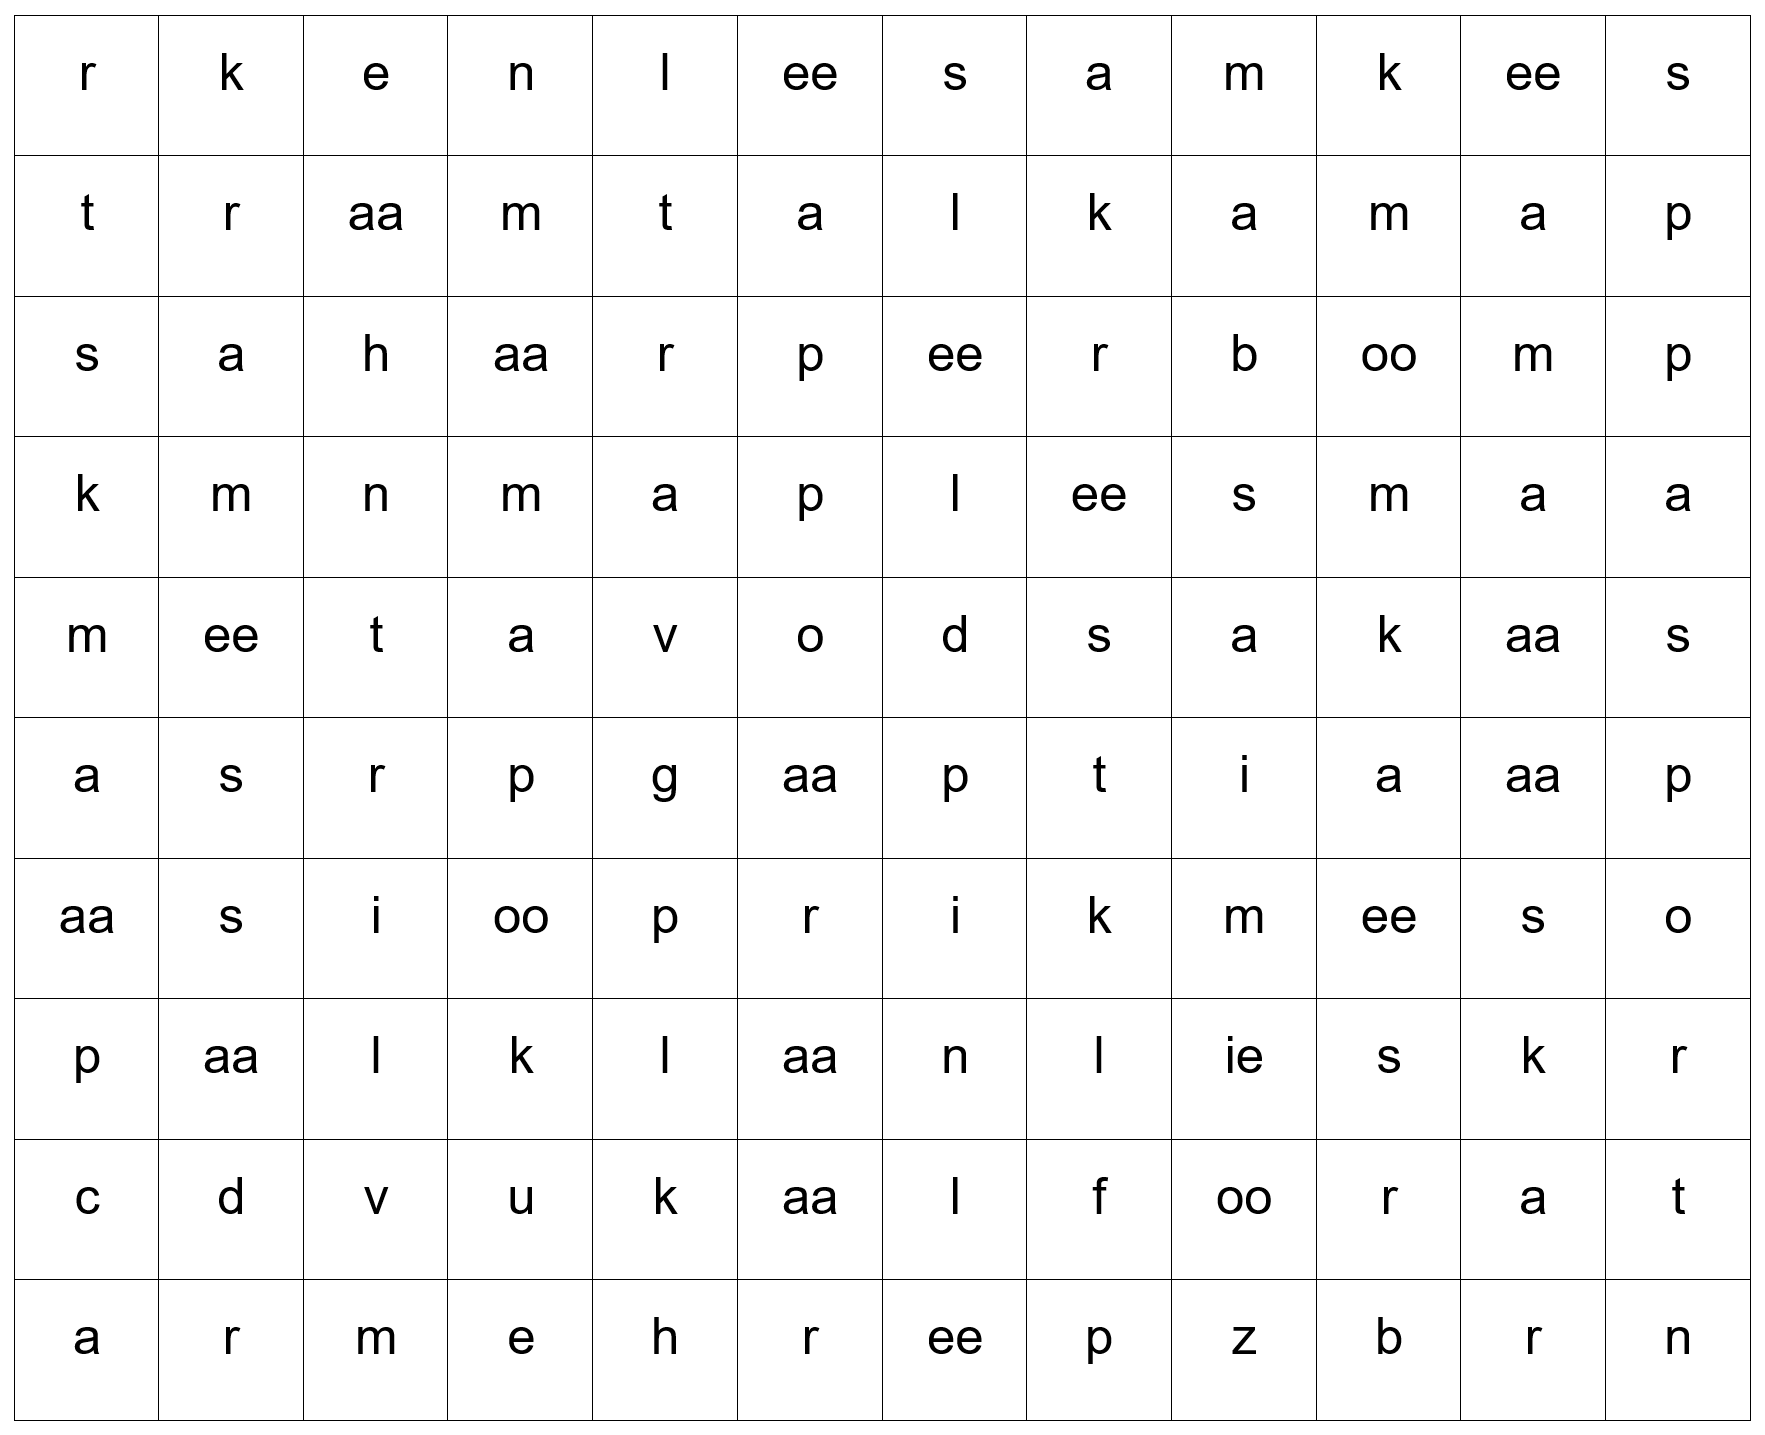 r k e n l ee s a m k ee s
t r aa m t a l k a m a p
s a h aa r p ee r b oo m p
k m n m a p l ee s m a a
m ee t a v o d s a k aa s
a s r p g aa p t i a aa p
aa s i oo p r i k m ee s o
p aa l k l aa n l ie s k r
c d v u k aa l f oo r a t
a r m e h r ee p z b r n